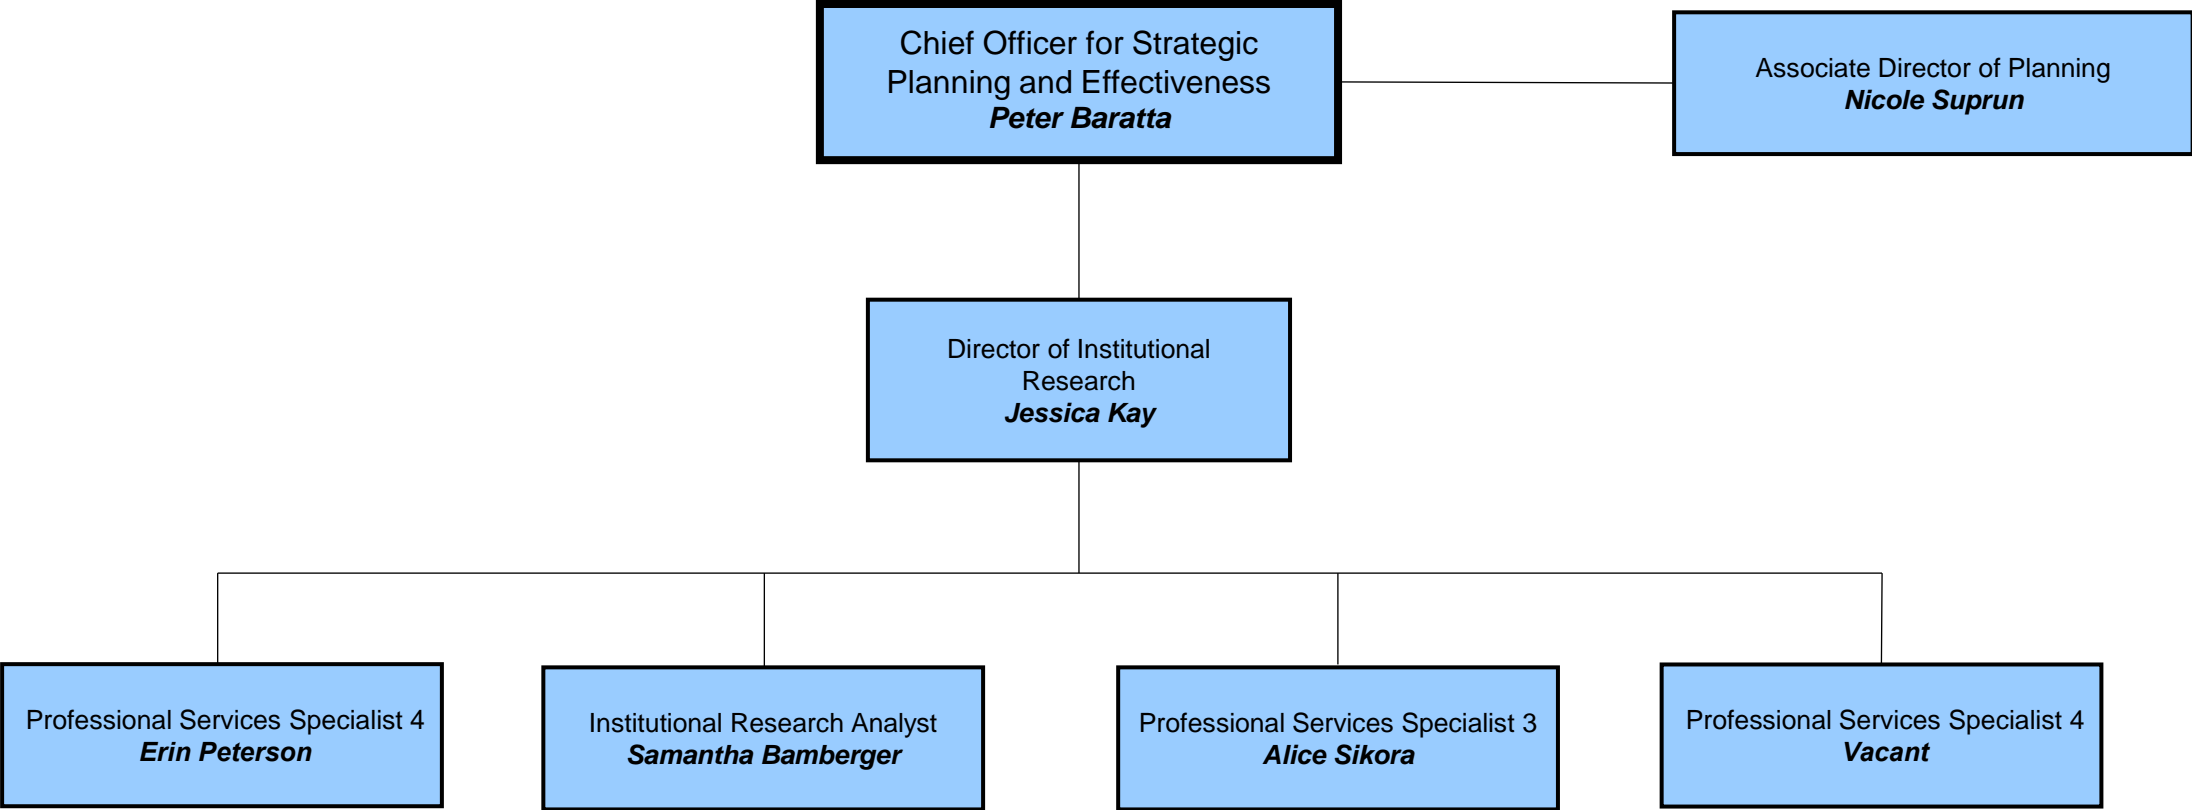 Chief Officer for Strategic
Planning and Effectiveness
Peter Baratta
Associate Director of Planning
Nicole Suprun
Director of Institutional
Research
Jessica Kay
Professional Services Specialist 4
Erin Peterson
Institutional Research Analyst
Samantha Bamberger
Professional Services Specialist 3
Alice Sikora
Professional Services Specialist 4
Vacant